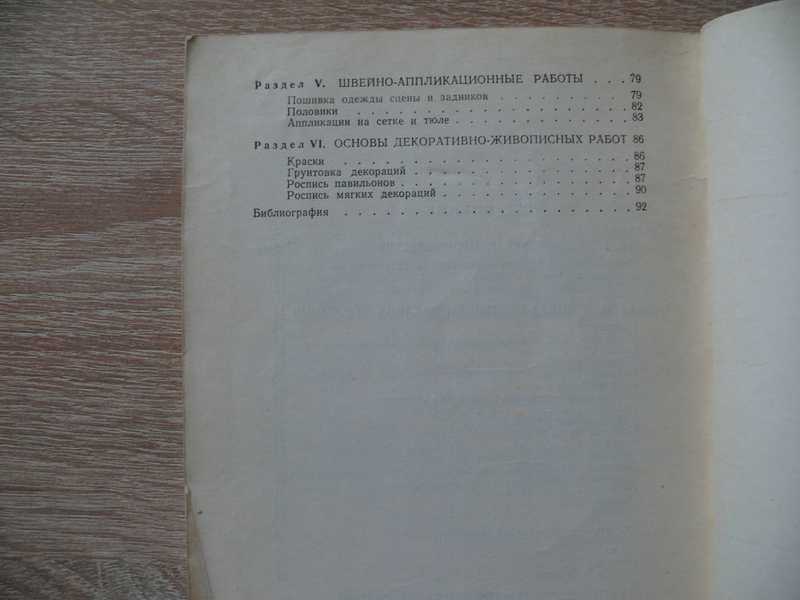 Раздел V. ШВЕЙНО-АППЛИКАЦИОННЫЕ РАБОТЫ . . . 79
Пошивка одежды сцены и задников . . . . . . . . . . 79
Половики . . . . . . . . . . . . . . . . . . . . 82
Аппликации на сетке и тюле . . . . . . . . . . . . . 83
Раздел VI. ОСНОВЫ ДЕКОРАТИВНО-ЖИВОПИСНЫХ РАБОТ 86
Краски . . . . . . . . . . . . . . . . . . . . . 86
Грунтовка декораций . . . . . . . . . . . . . . . . 87
Роспись павильонов . . . . . . . . . . . . . . . . . 87
Роспись мягких декораций . . . . . . . . . . . . . . 90
Библиография . . . . . . . . . . . . . . . . . . . . . 92